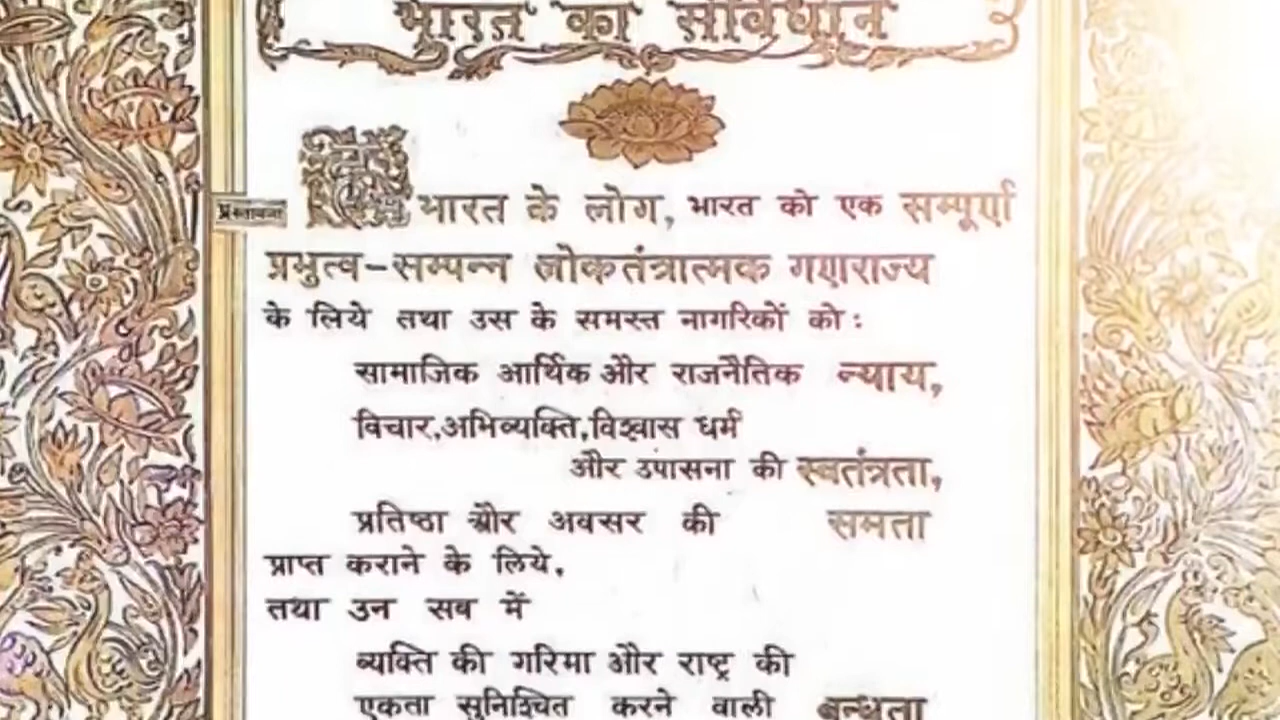 भारत का संविधान
प्रस्तावना
हम भारत के लोग, भारत को एक सम्पूर्ण
प्रभुत्व-सम्पन्न लोकतंत्रात्मक गणराज्य
के लिये तथा उस के समस्त नागरिकों को:
सामाजिक आर्थिक और राजनैतिक न्याय,
विचार,अभिव्यक्ति,विश्वास धर्म
और उपासना की स्वतंत्रता,
प्रतिष्ठा और अवसर की समता
प्राप्त कराने के लिये,
तथा उन सब में
व्यक्ति की गरिमा और राष्ट्र की
एकता सुनिश्चित करने वाली बन्धुता